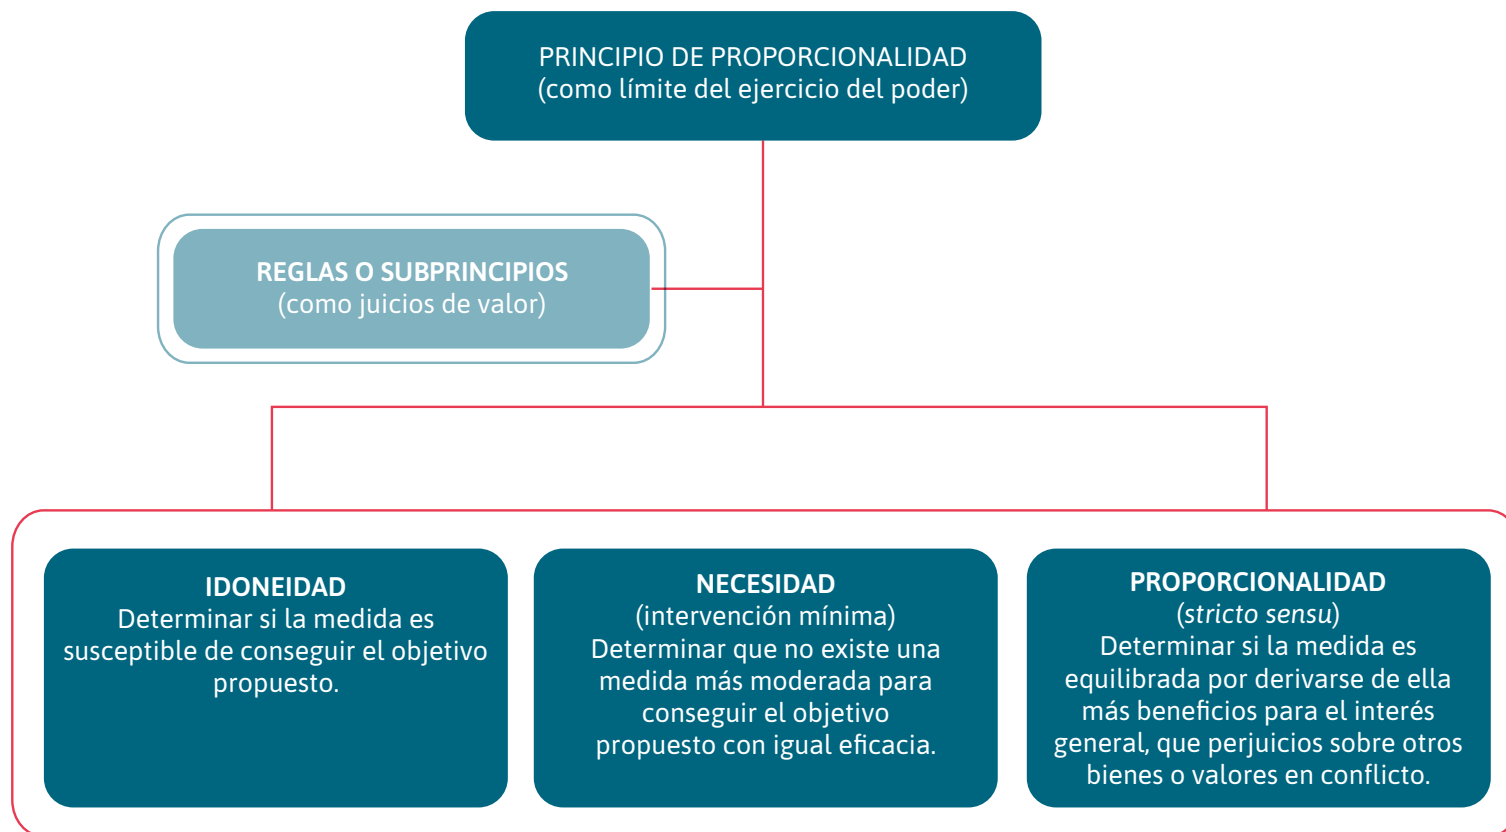 PRINCIPIO DE PROPORCIONALIDAD
(como límite del ejercicio del poder)
REGLAS O SUBPRINCIPIOS
(como juicios de valor)
IDONEIDAD
Determinar si la medida es
susceptible de conseguir el objetivo
propuesto.
NECESIDAD
(intervención mínima)
Determinar que no existe una
medida más moderada para
conseguir el objetivo
propuesto con igual eficacia.
PROPORCIONALIDAD
(stricto sensu)
Determinar si la medida es
equilibrada por derivarse de ella
más beneficios para el interés
general, que perjuicios sobre otros
bienes o valores en conflicto.